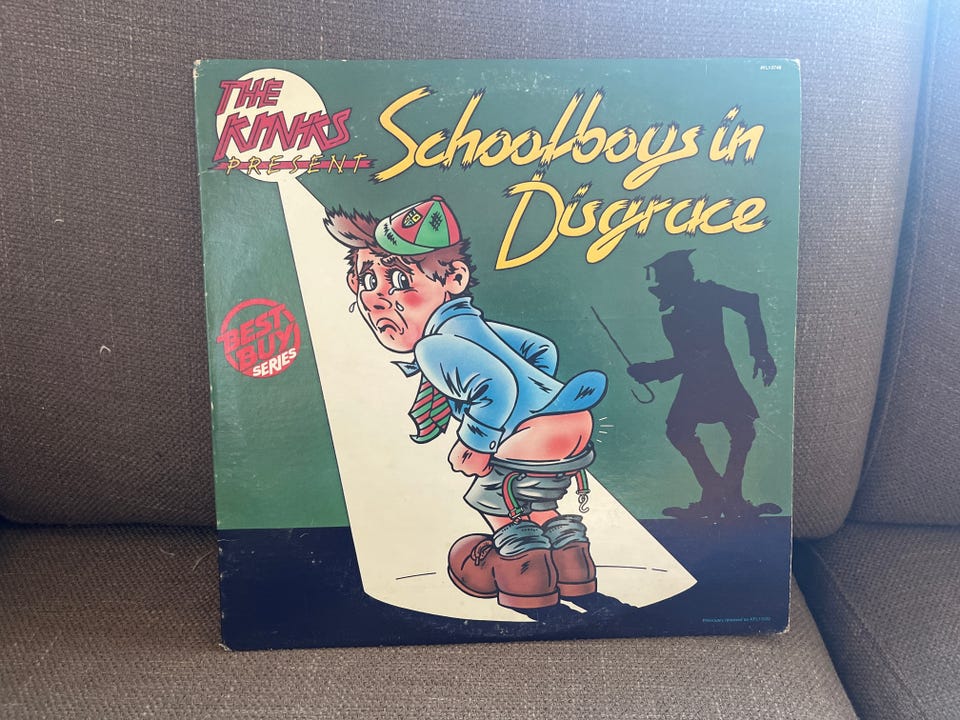 THE
KINKS
PRESENT
Schoolboys in
Disgrace
BEST
BUY
SERIES